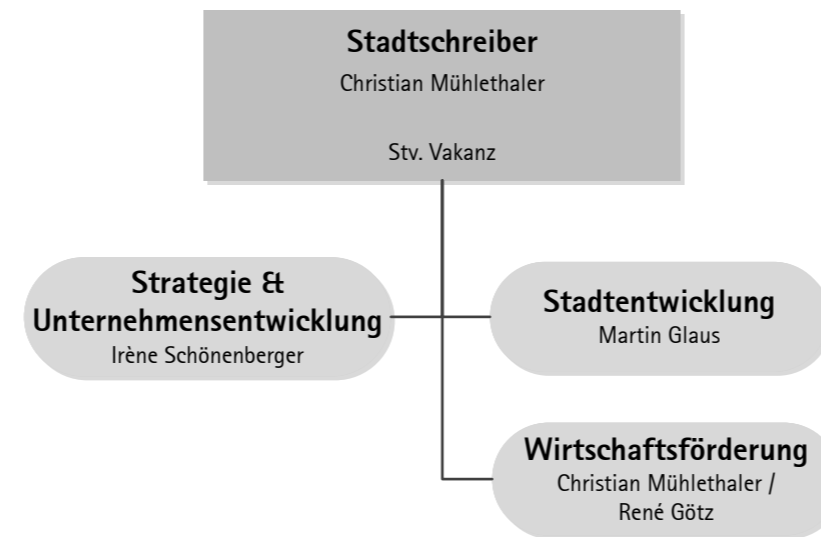 Stadtschreiber
Christian Mühlethaler
Stv. Vakanz
Strategie &
Unternehmensentwicklung
Irène Schönenberger
Stadtentwicklung
Martin Glaus
Wirtschaftsförderung
Christian Mühlethaler /
René Götz